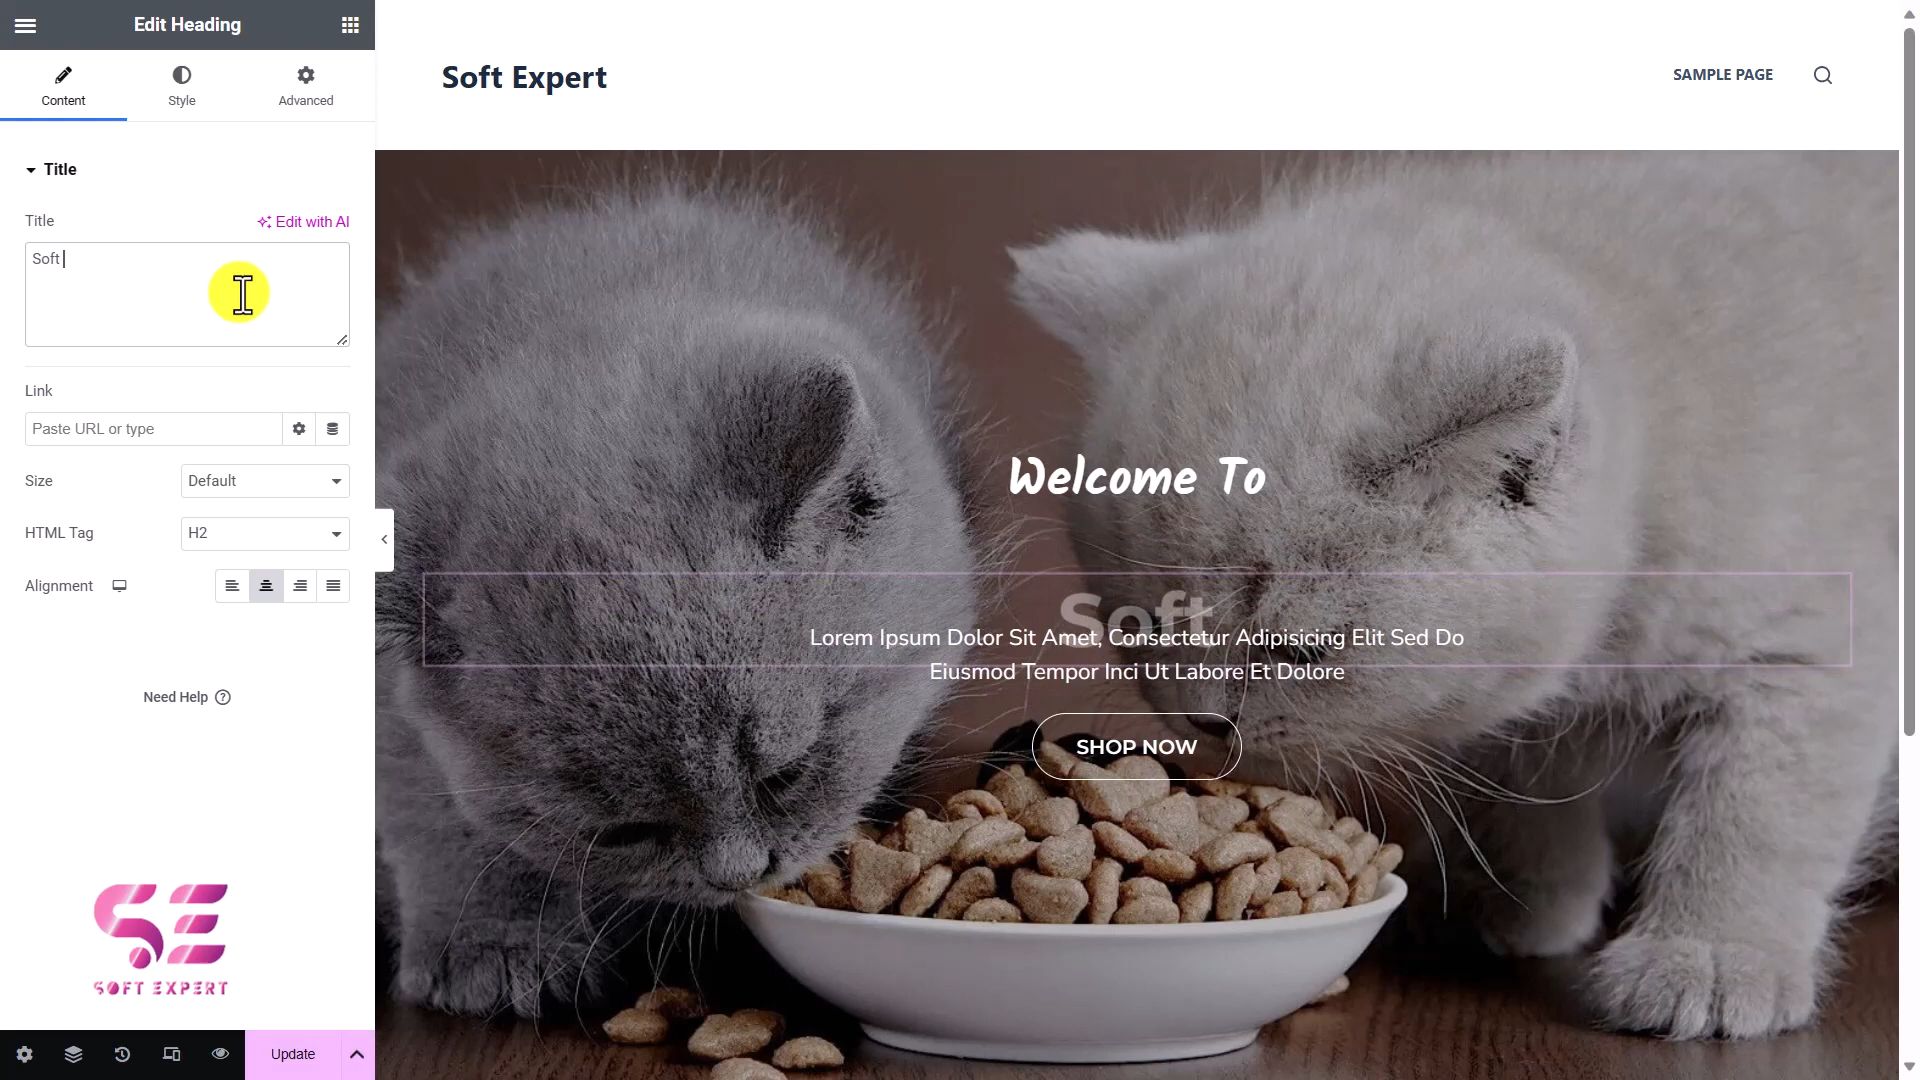 Edit Heading
Content
Style
Advanced
Title
Title
Edit with AI
Soft
Link
Paste URL or type
Size
Default
HTML Tag
H2
Alignment
Need Help
SOFT EXPERT
Update
Soft Expert
SAMPLE PAGE
Welcome To
Soft
Lorem Ipsum Dolor Sit Amet, Consectetur Adipisicing Elit Sed Do
Eiusmod Tempor Inci Ut Labore Et Dolore
SHOP NOW